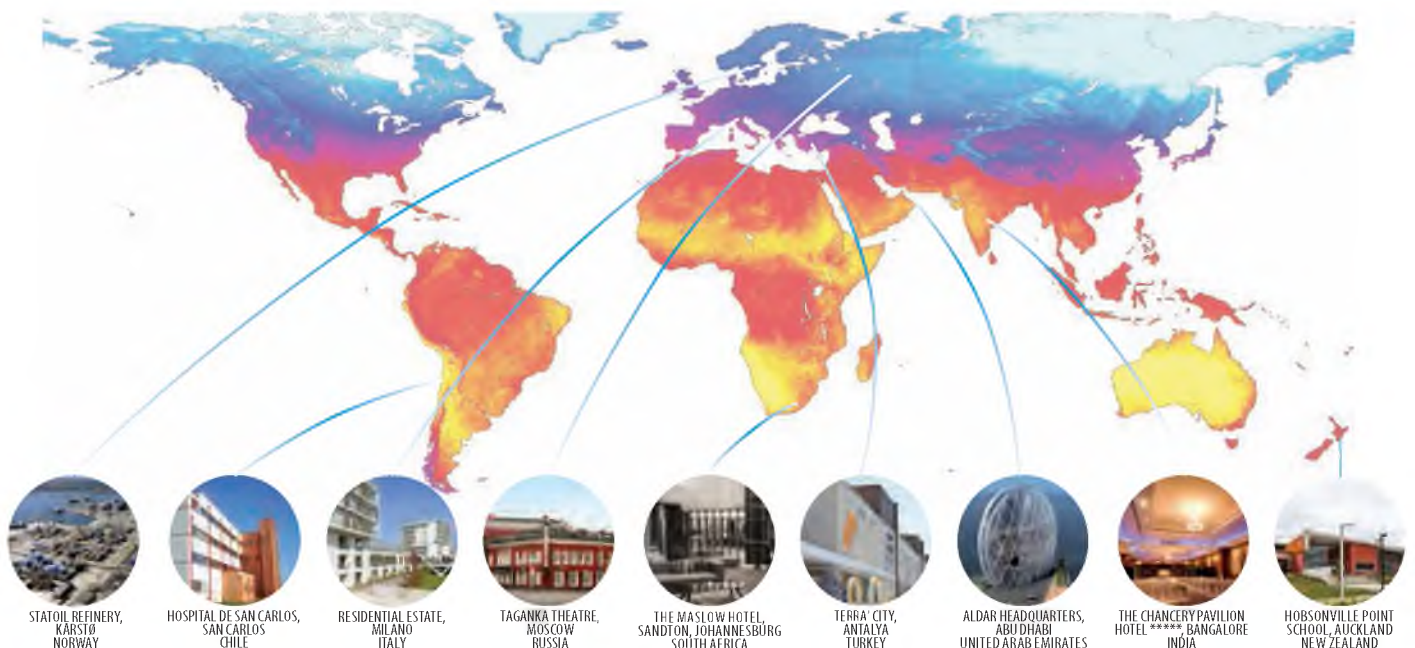 STATOIL REFINERY,
KÅRSTØ
NORWAY
HOSPITAL DE SAN CARLOS,
SAN CARLOS
CHILE
RESIDENTIAL ESTATE,
MILANO
ITALY
TAGANKA THEATRE,
MOSCOW
RUSSIA
THE MASLOW HOTEL,
SANDTON, JOHANNESBURG
SOUTH AFRICA
TERRA' CITY,
ANTALYA
TURKEY
ALDAR HEADQUARTERS,
ABU DHABI
UNITED ARAB EMIRATES
THE CHANCERY PAVILION
HOTEL *****, BANGALORE
INDIA
HOBSONVILLE POINT
SCHOOL, AUCKLAND
NEW ZEALAND